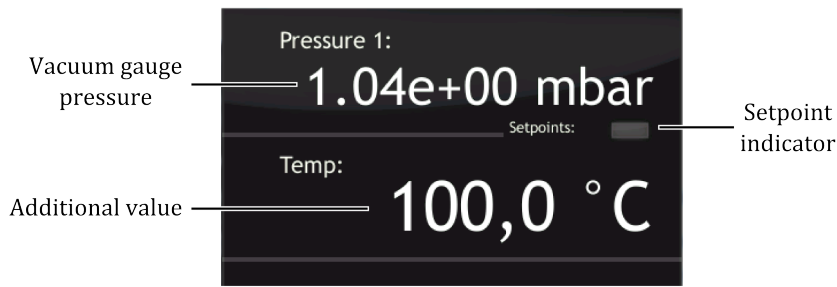 Pressure 1:
Vacuum gauge
pressure
1.04e+00 mbar
Setpoints:
Setpoint
indicator
Temp:
Additional value
100,0 °C